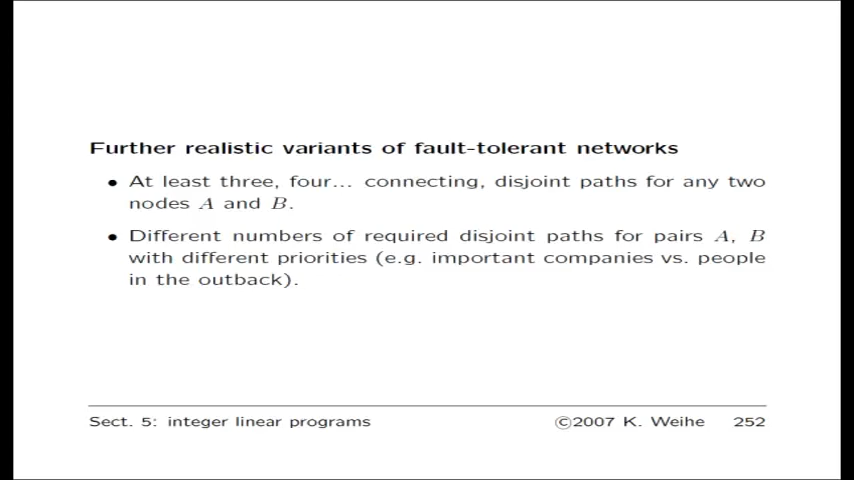 Further realistic variants of fault-tolerant networks
• At least three, four... connecting, disjoint paths for any two
nodes A and B.
• Different numbers of required disjoint paths for pairs A, B
with different priorities (e.g. important companies vs. people
in the outback).
Sect. 5: integer linear programs ©2007 K. Weihe 252